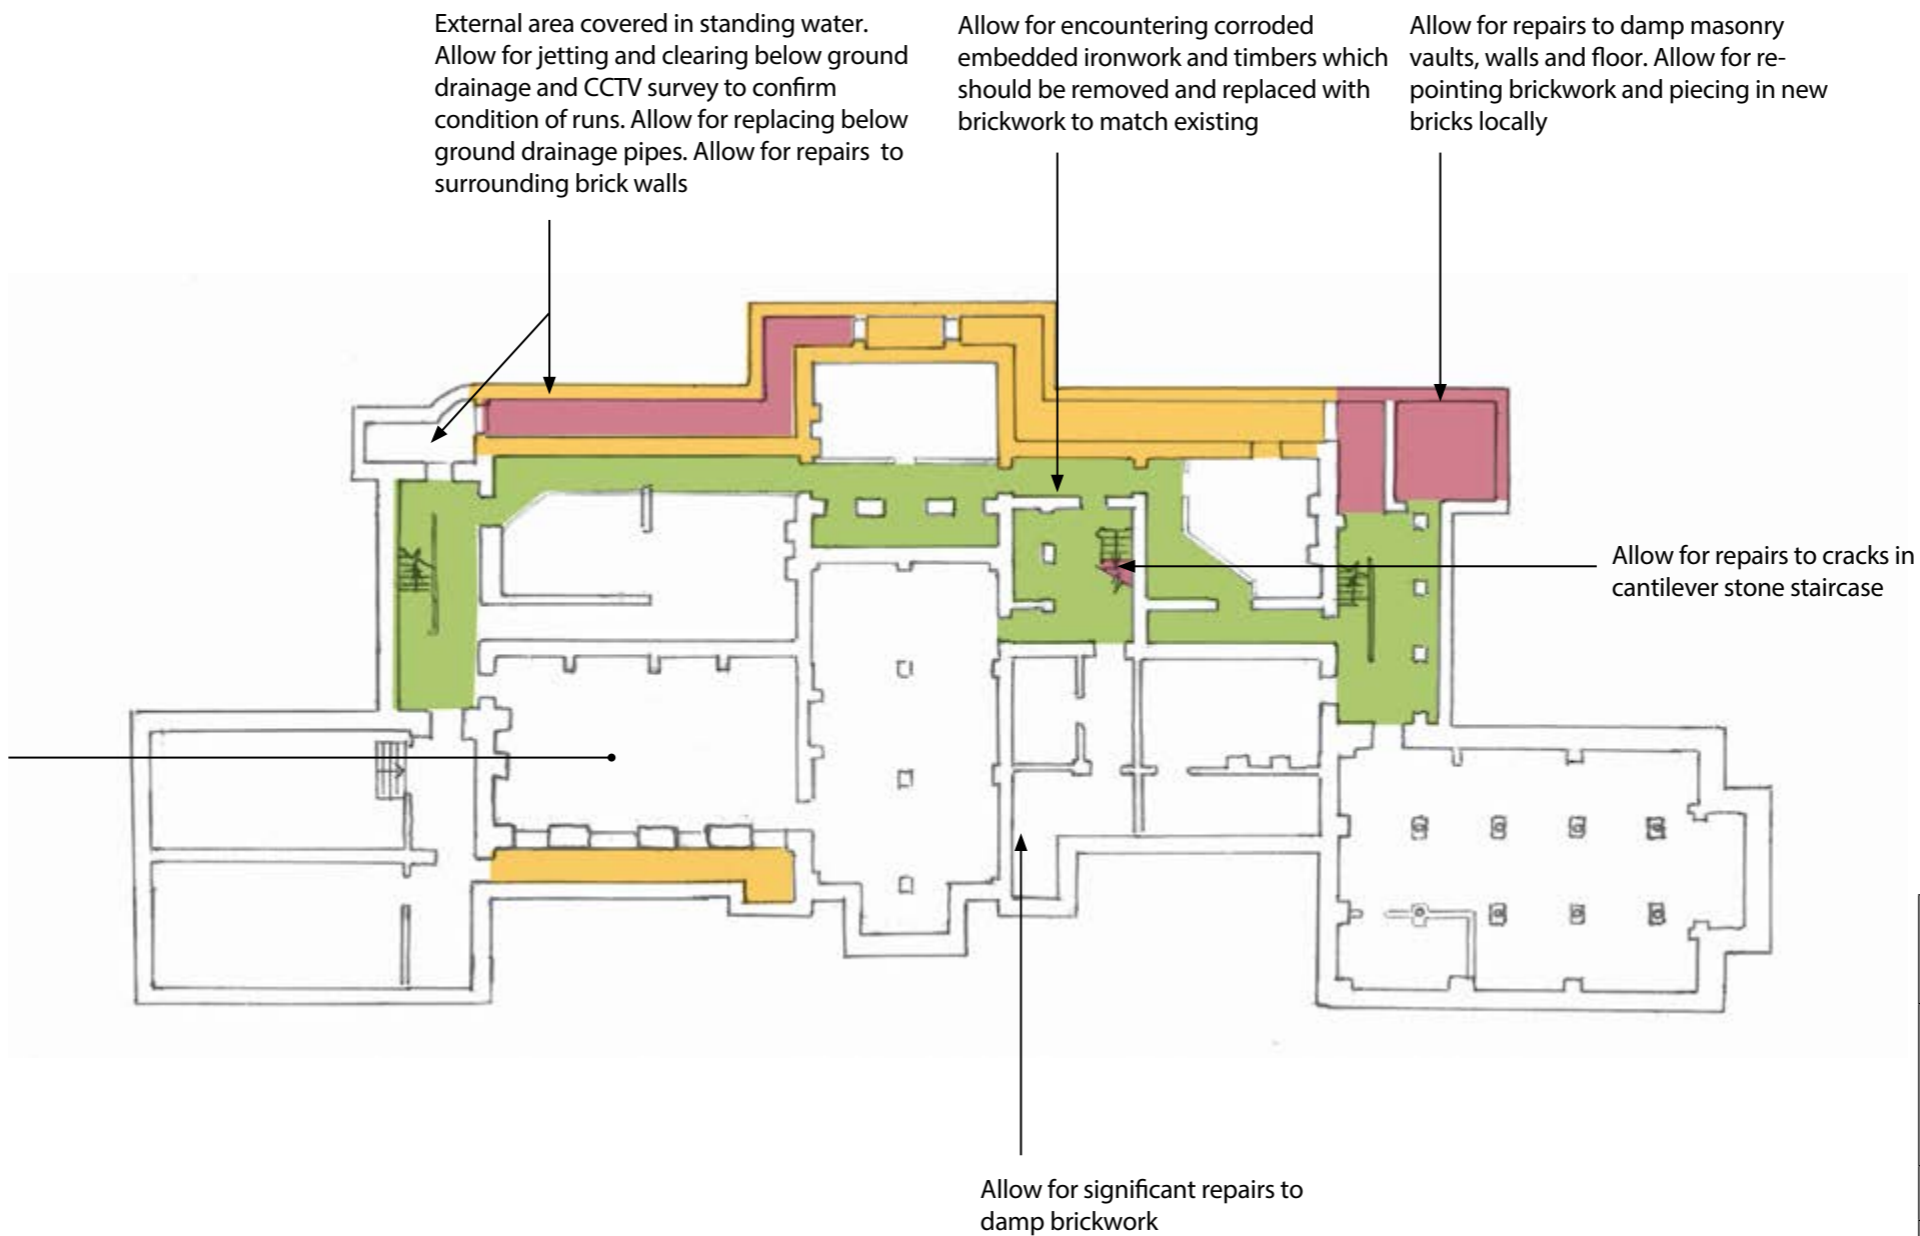 External area covered in standing water.
Allow for jetting and clearing below ground
drainage and CCTV survey to confirm
condition of runs. Allow for replacing below
ground drainage pipes. Allow for repairs  to
surrounding brick walls
Allow for encountering corroded
embedded ironwork and timbers which
should be removed and replaced with
brickwork to match existing
Allow for repairs to damp masonry
vaults, walls and floor. Allow for re-
pointing brickwork and piecing in new
bricks locally
Allow for repairs to cracks in
cantilever stone staircase
Allow for significant repairs to
damp brickwork